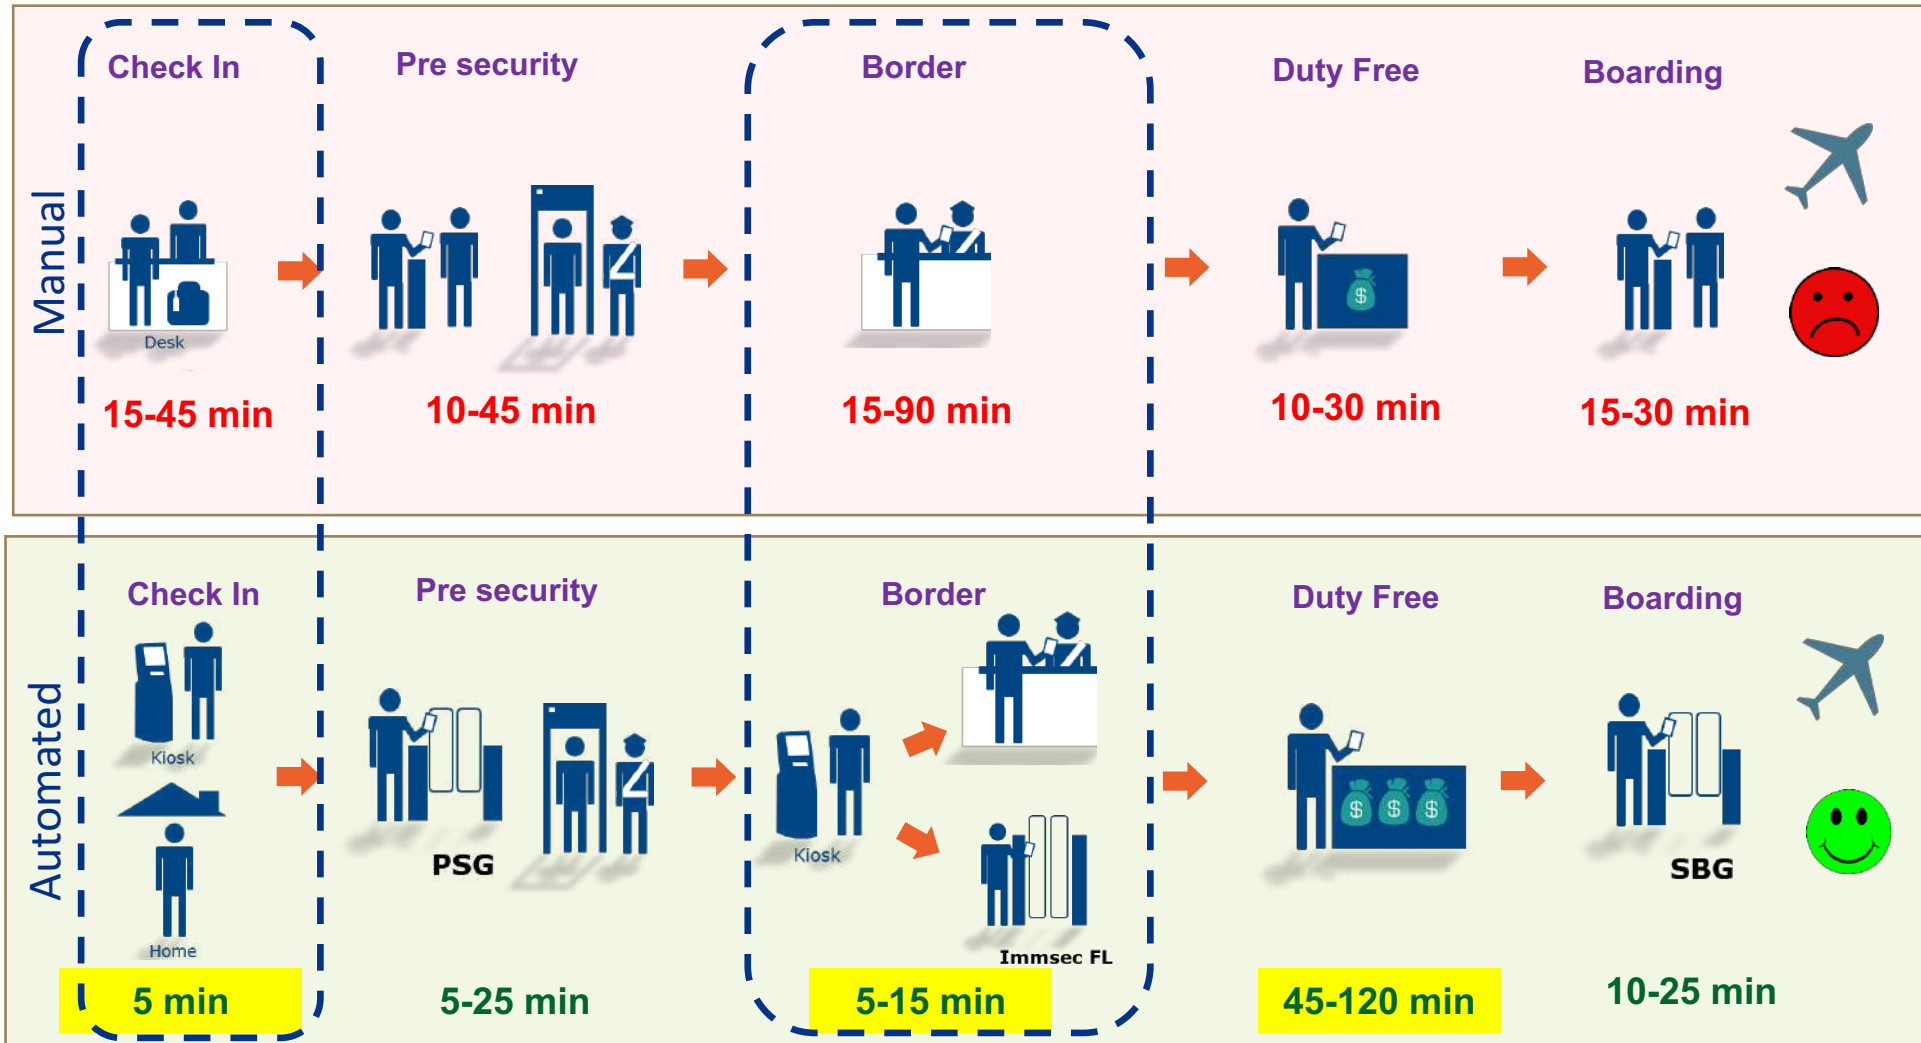 Manual
Check In
Pre security
Border
Duty Free
Boarding
Desk
$
15-45 min
10-45 min
15-90 min
10-30 min
15-30 min
Automated
Check In
Pre security
Border
Duty Free
Boarding
Kiosk
Home
PSG
Kiosk
Immsec FL
$ $ $
SBG
5 min
5-25 min
5-15 min
45-120 min
10-25 min